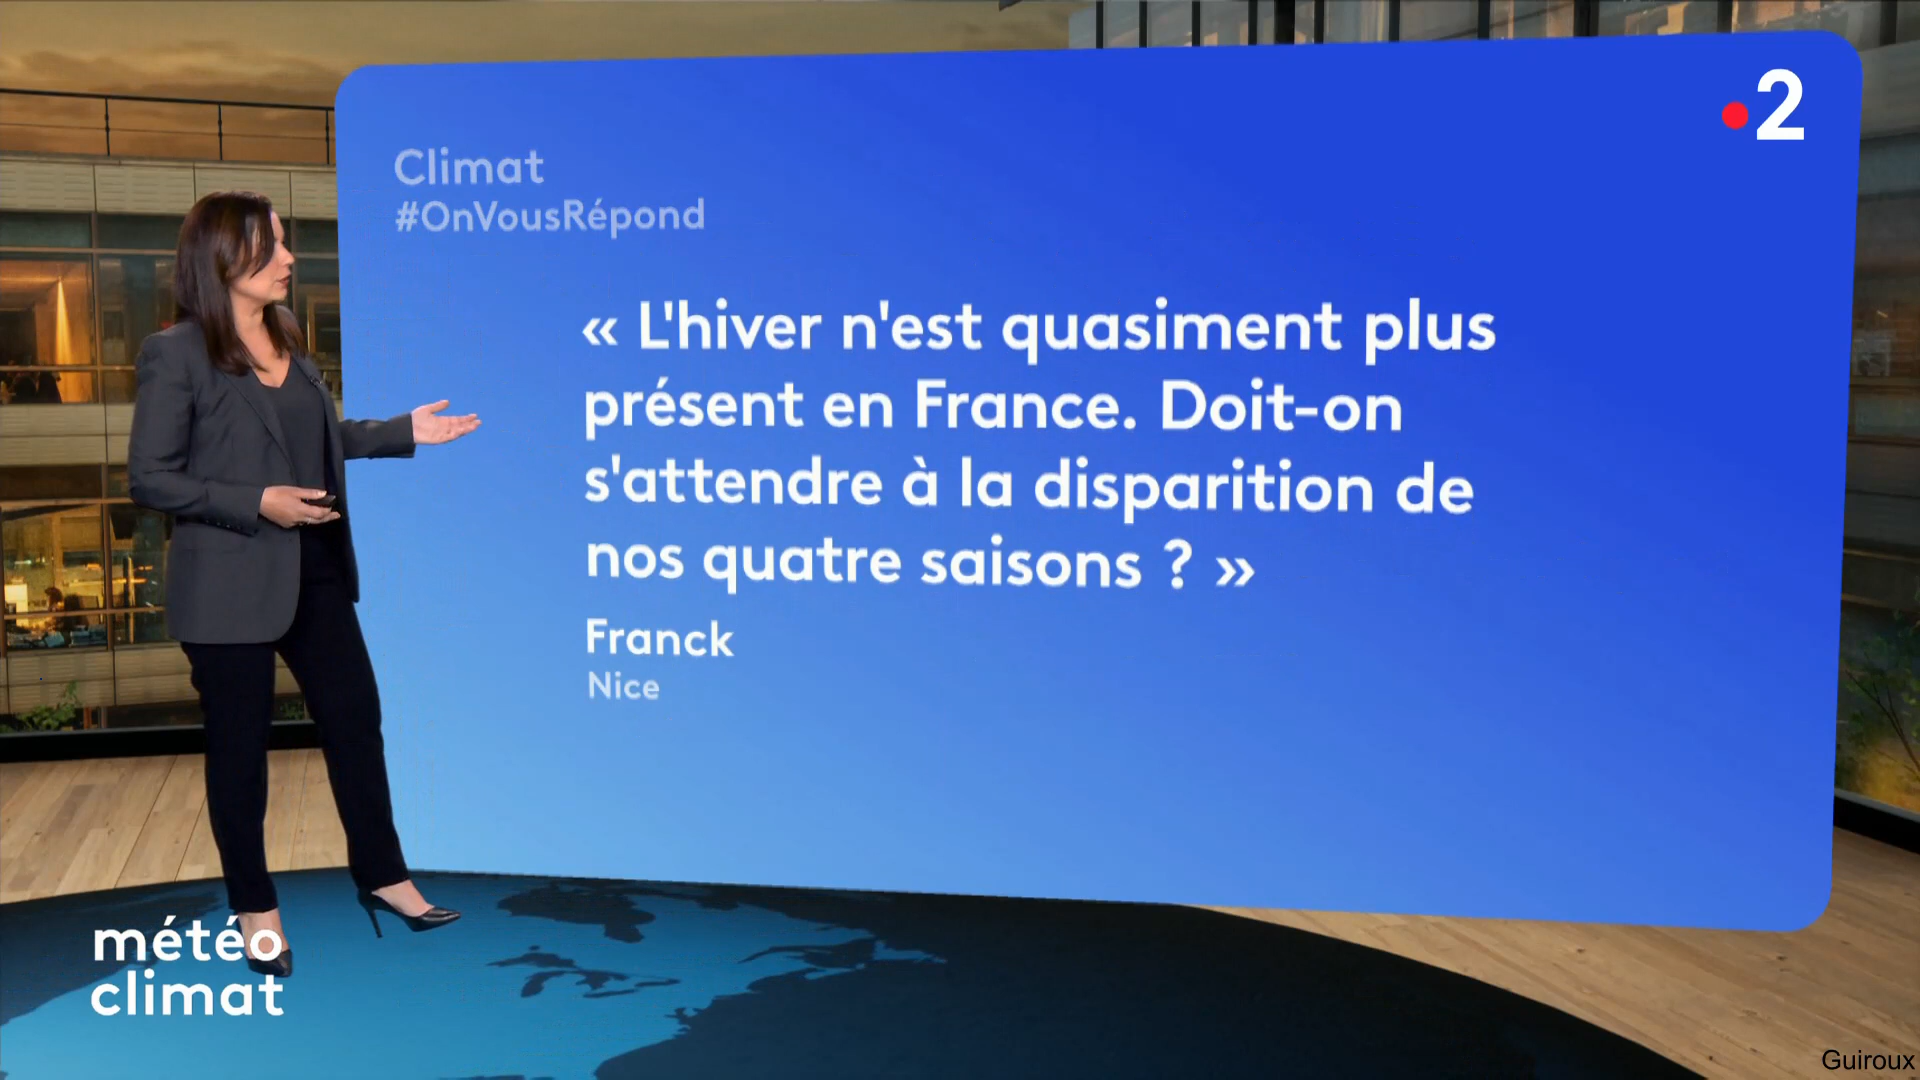 2
Climat
#OnVousRépond
« L'hiver n'est quasiment plus
présent en France. Doit-on
s'attendre à la disparition de
nos quatre saisons ? »
Franck
Nice
météo
climat
Guiroux